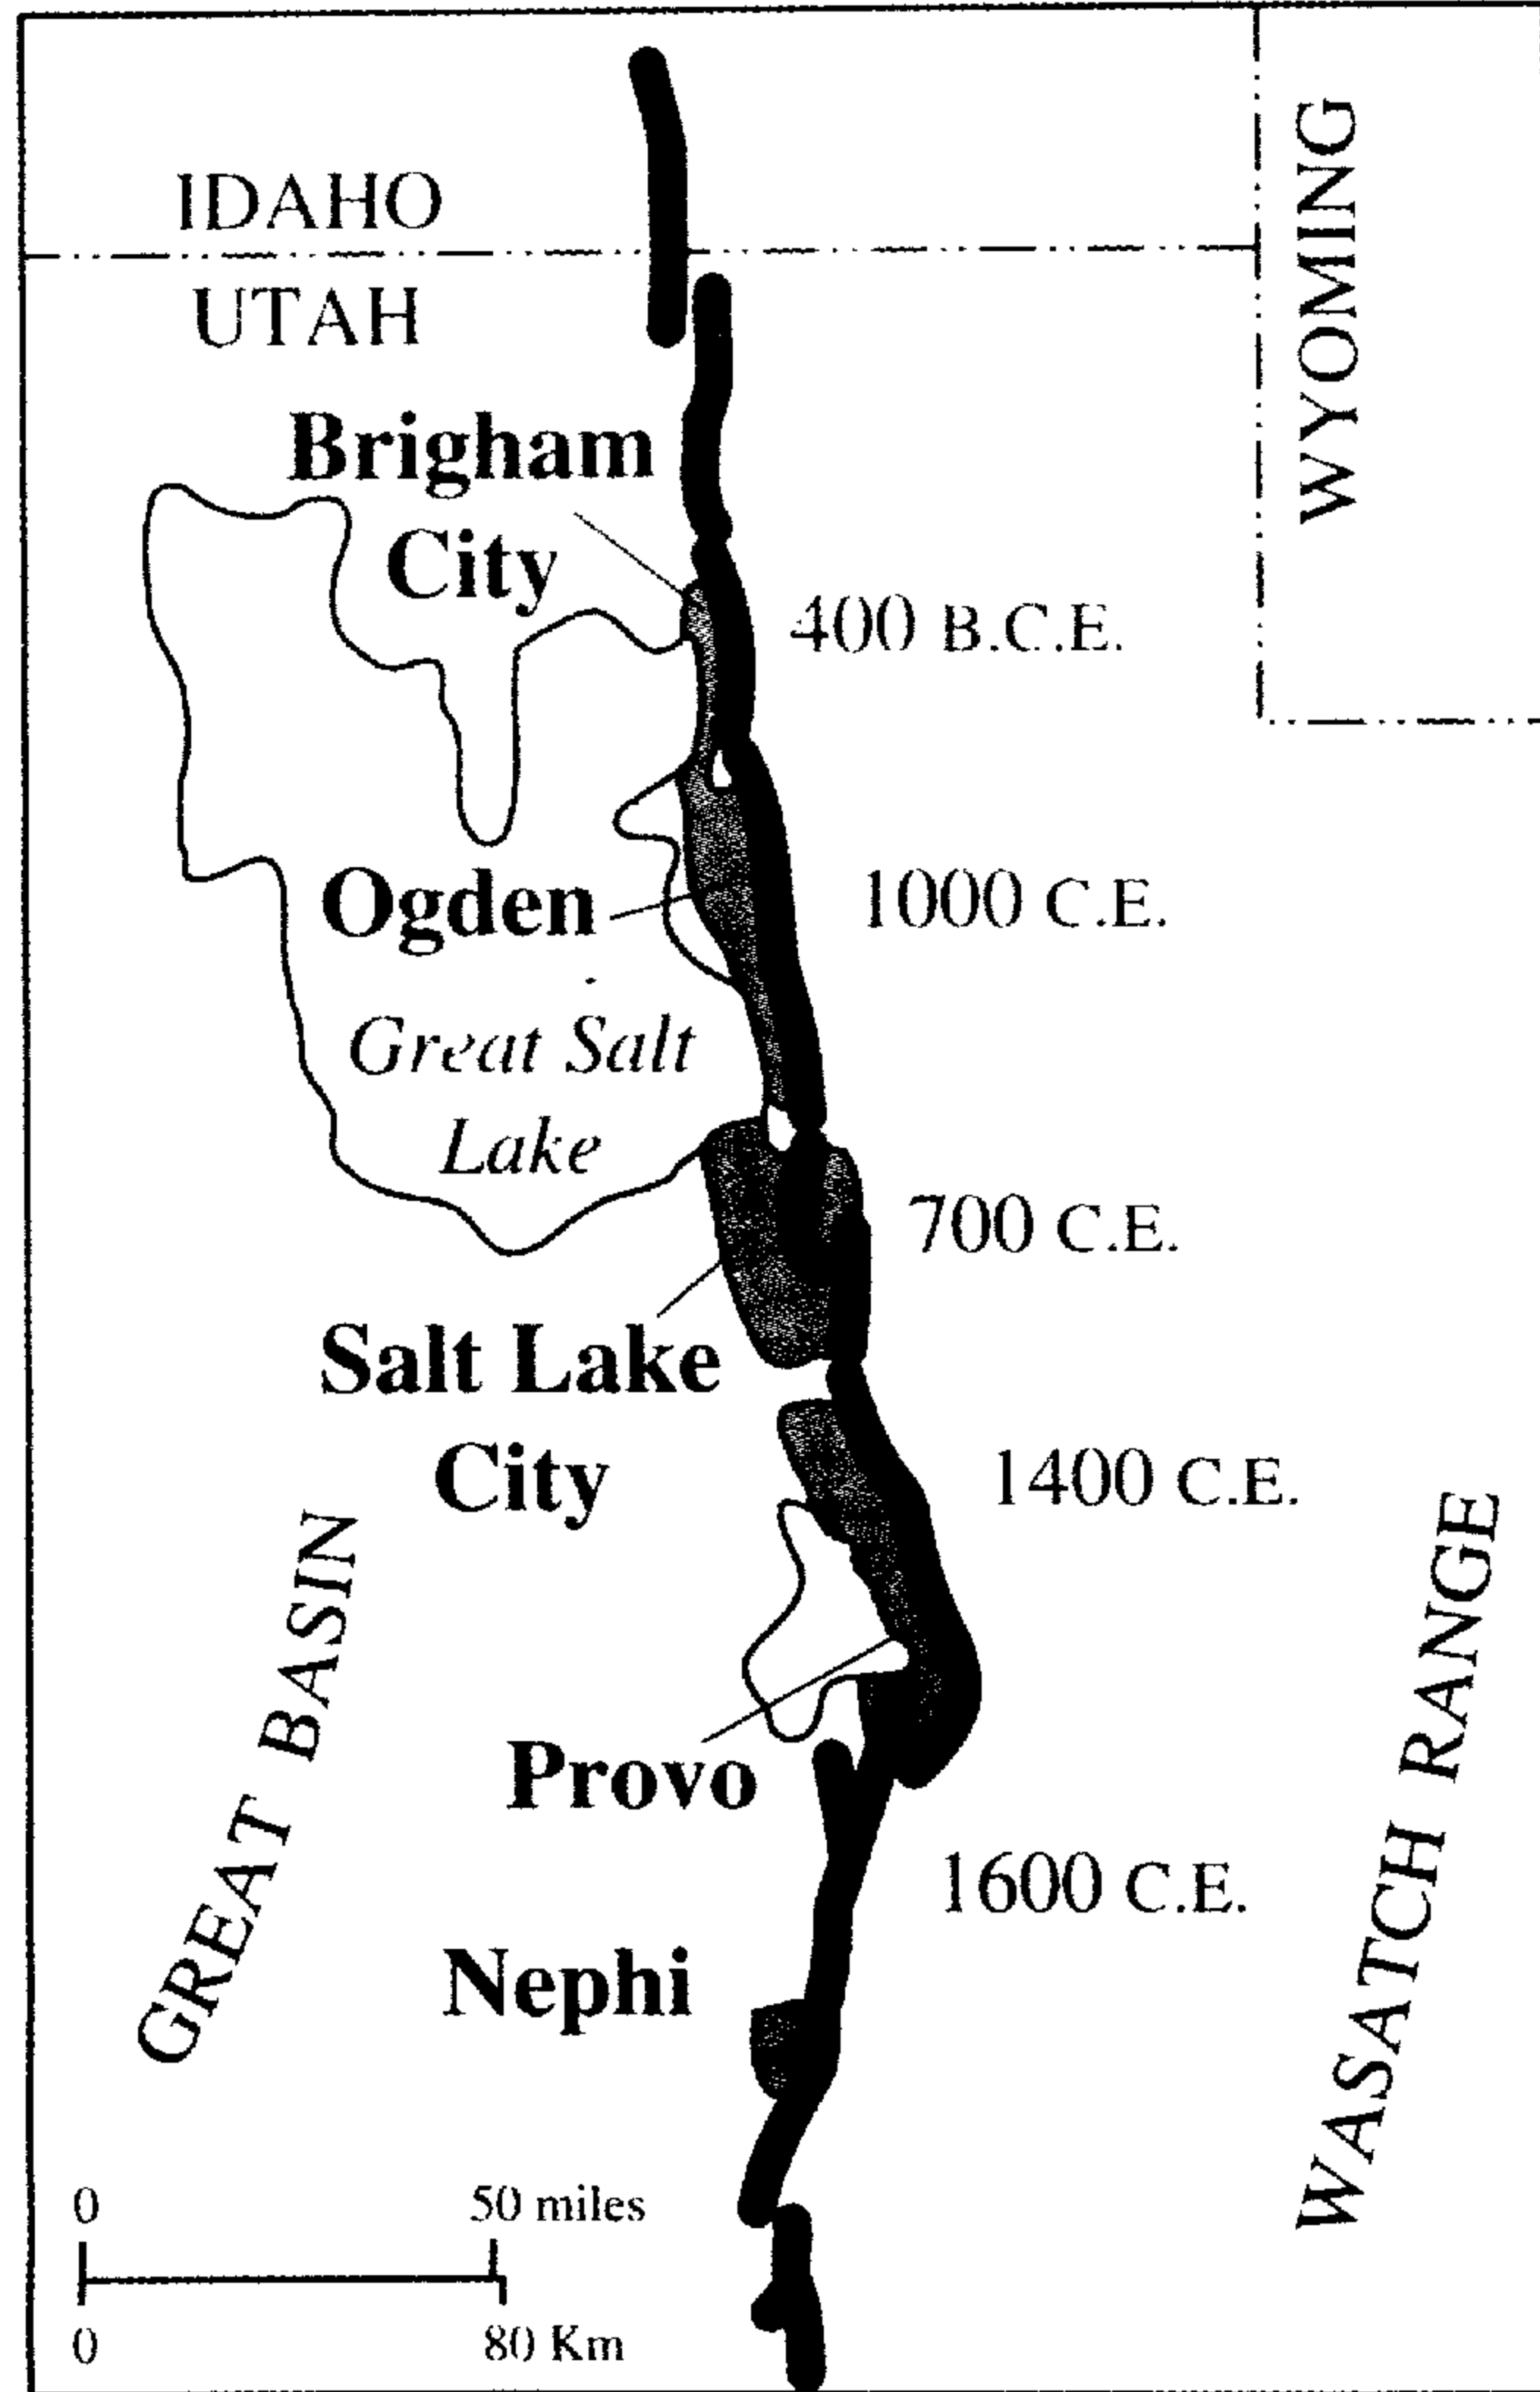 IDAHO
WYOMING
UTAH
Brigham
City
400 B.C.E.
Ogden
1000 C.E.
Great Salt
Lake
700 C.E.
Salt Lake
City
1400 C.E.
GREAT BASIN
WASATCH RANGE
Provo
1600 C.E.
Nephi
0 50 miles
0 80 Km